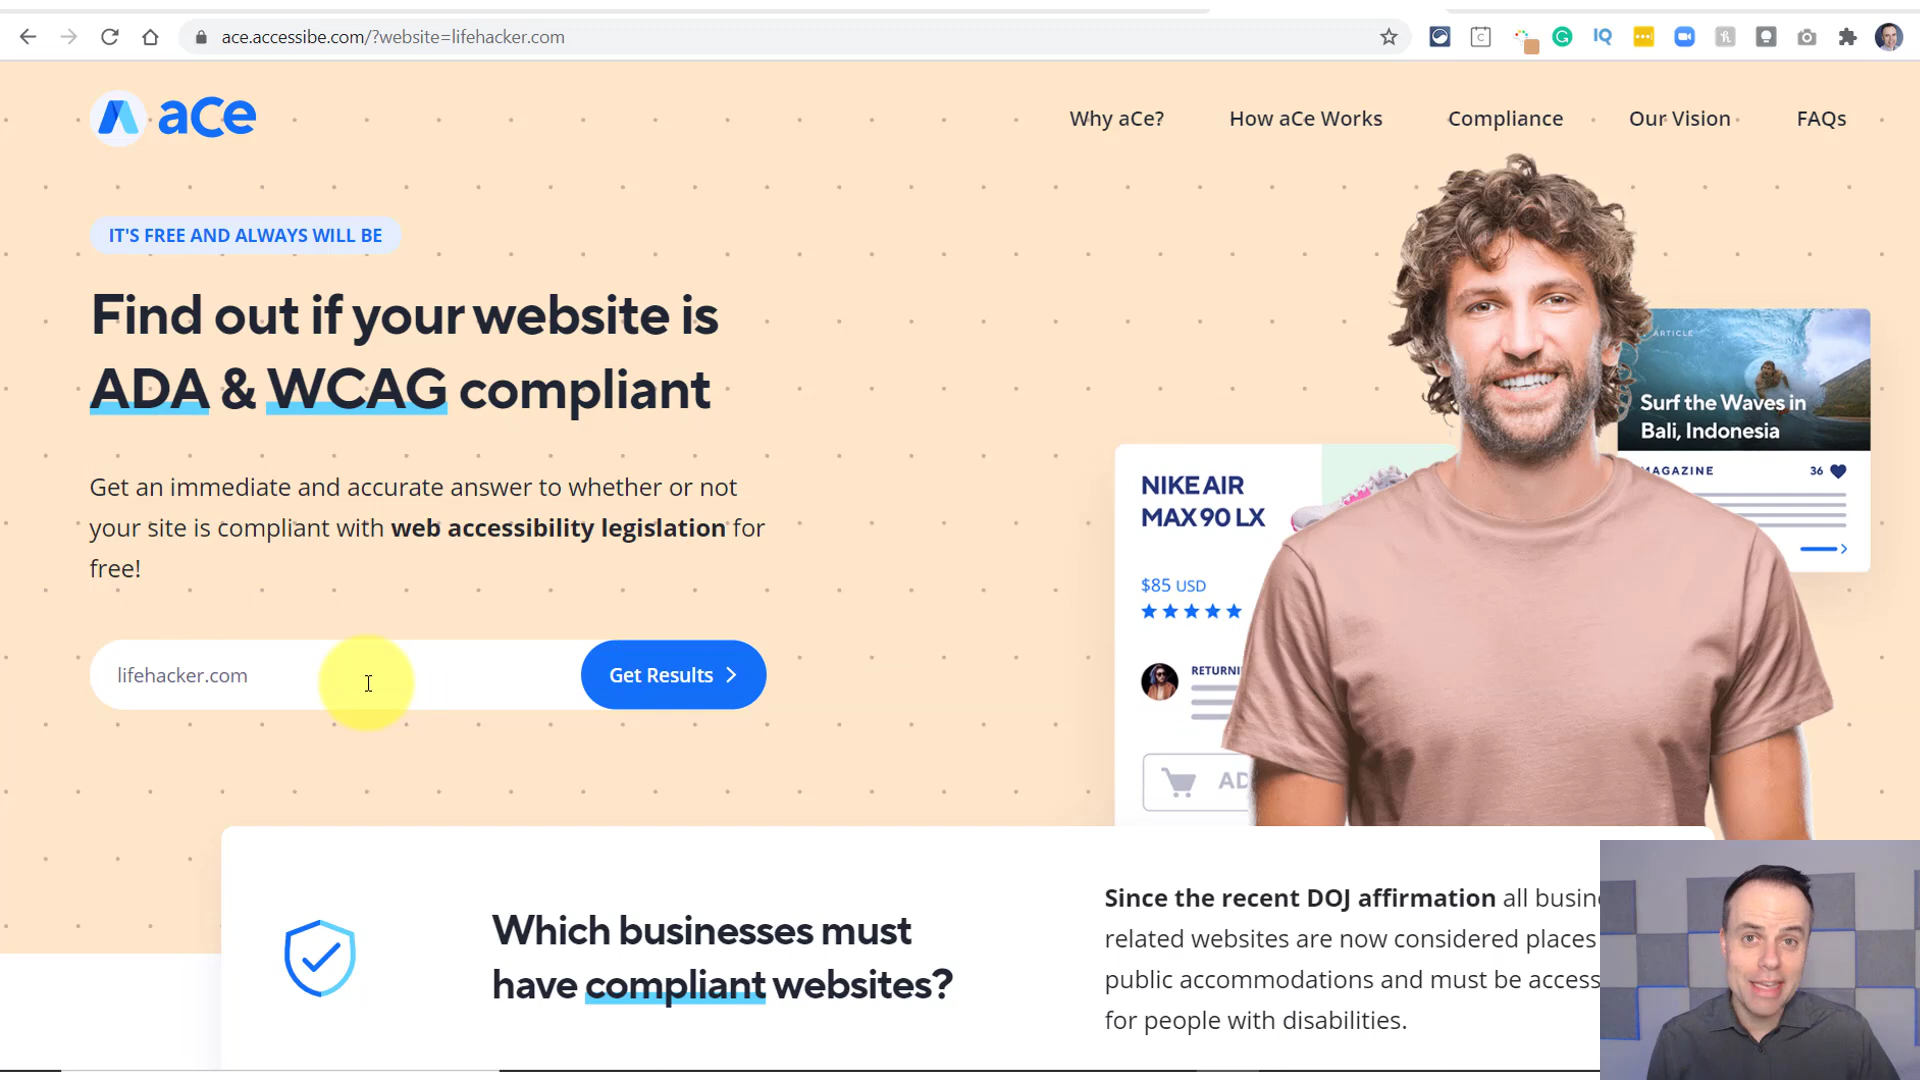 ace.accessibe.com/?website=lifehacker.com
aCe
Why aCe?
How aCe Works
Compliance
Our Vision
FAQs
IT'S FREE AND ALWAYS WILL BE
Find out if your website is
ADA & WCAG compliant
Get an immediate and accurate answer to whether or not
your site is compliant with web accessibility legislation for
free!
lifehacker.com
Get Results
ARTICLE
Surf the Waves in
Bali, Indonesia
MAGAZINE
36
NIKE AIR
MAX 90 LX
$85 USD
RETURNI
AD
Which businesses must
have compliant websites?
Since the recent DOJ affirmation all busin
related websites are now considered places
public accommodations and must be access
for people with disabilities.
IQ